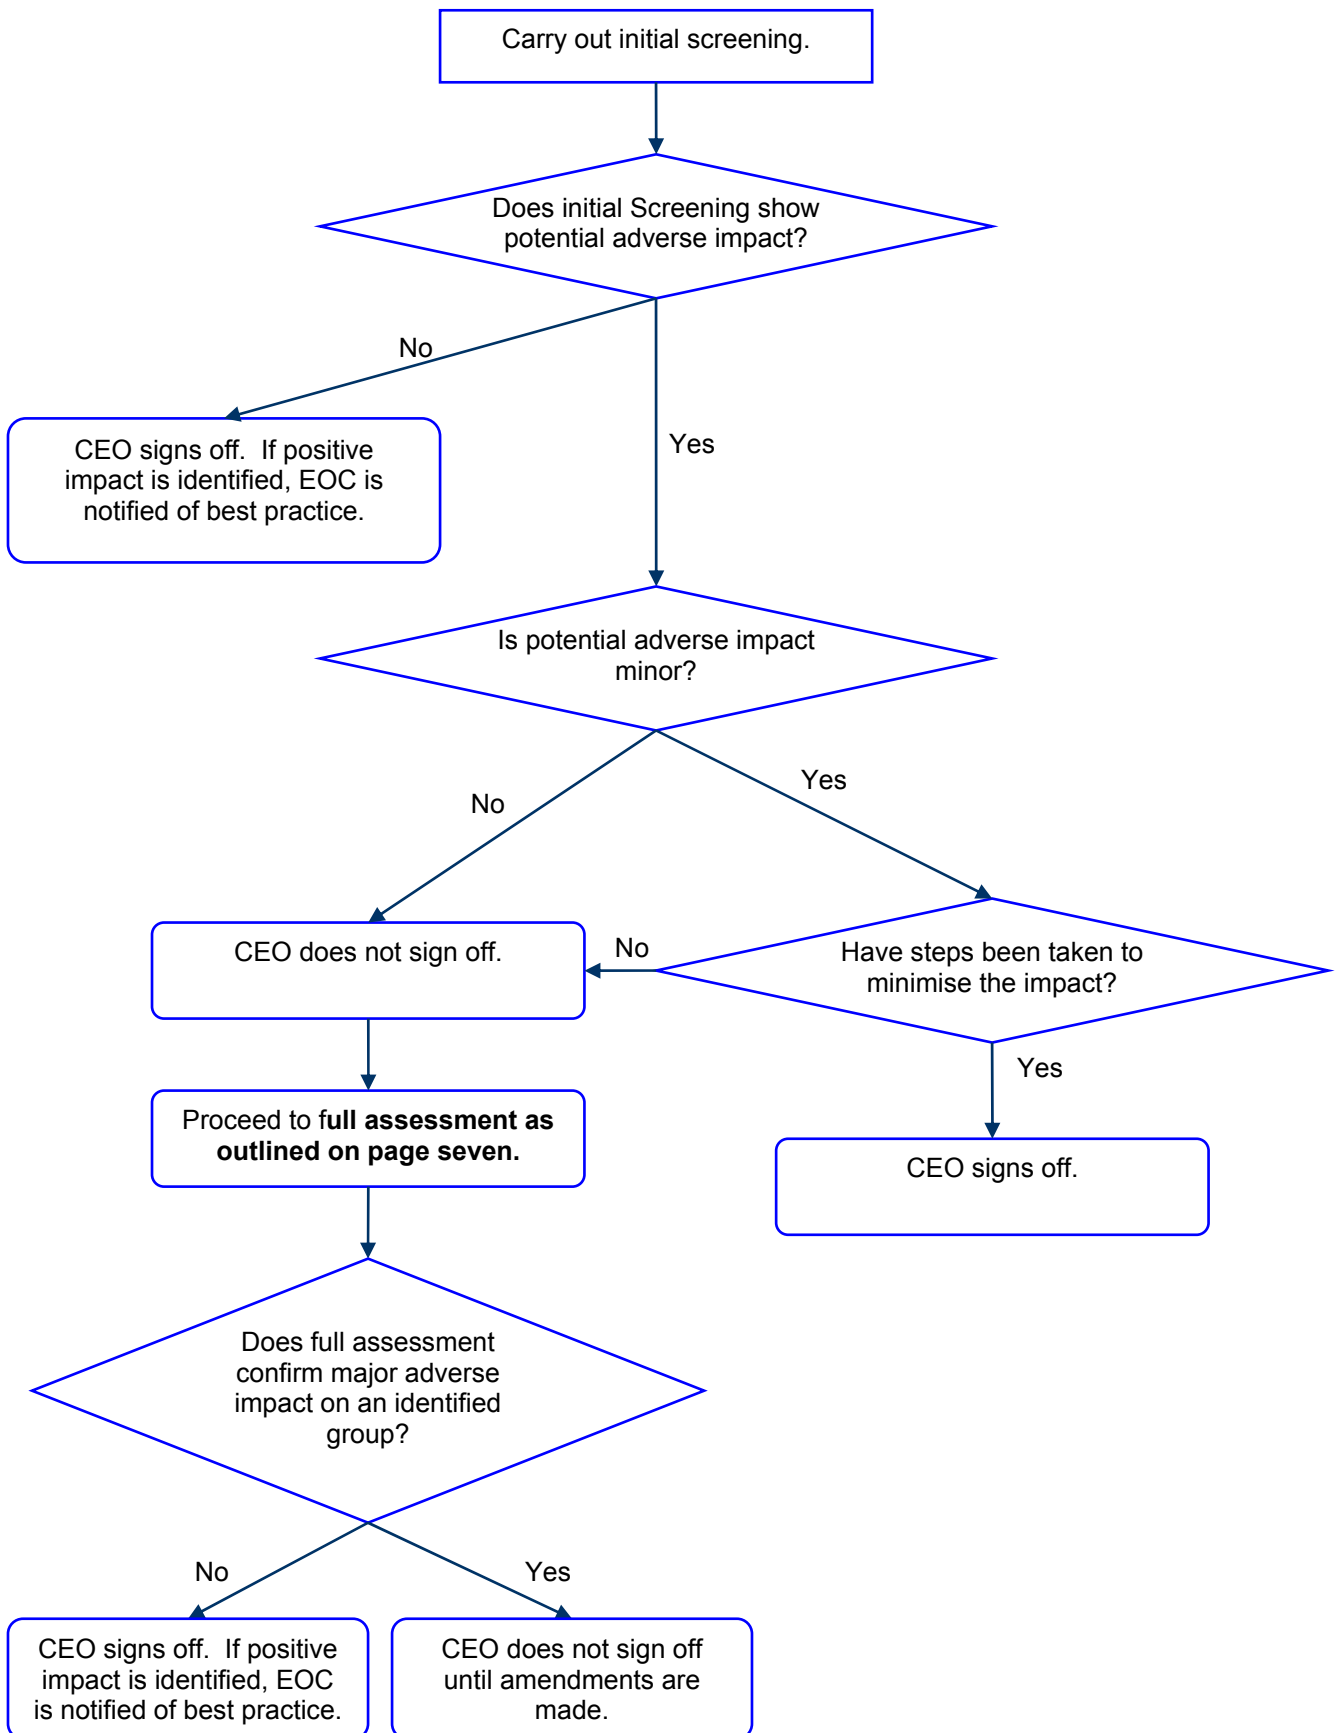 Carry out initial screening.
Does initial Screening show
potential adverse impact?
No
Yes
CEO signs off.  If positive
impact is identified, EOC is
notified of best practice.
Is potential adverse impact
minor?
No
Yes
CEO does not sign off.
No
Have steps been taken to
minimise the impact?
Yes
Proceed to full assessment as
outlined on page seven.
CEO signs off.
Does full assessment
confirm major adverse
impact on an identified
group?
No
Yes
CEO signs off.  If positive
impact is identified, EOC
is notified of best practice.
CEO does not sign off
until amendments are
made.